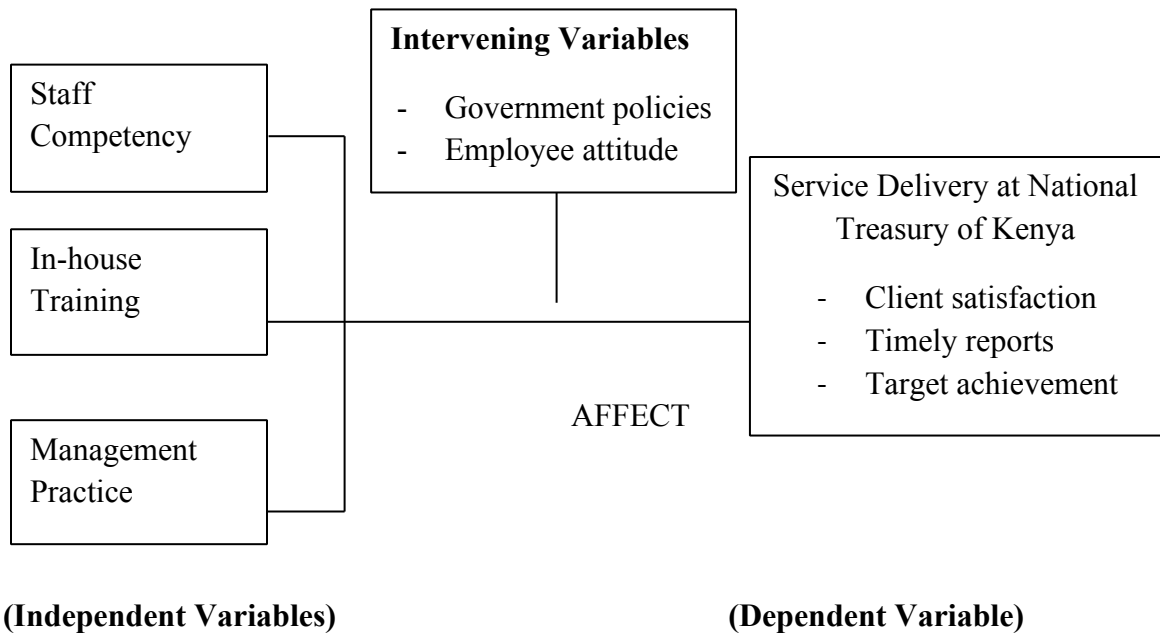 Intervening Variables
- Government policies
- Employee attitude
Staff
Competency
In-house
Training
Management
Practice
Service Delivery at National
Treasury of Kenya
- Client satisfaction
- Timely reports
- Target achievement
AFFECT
(Independent Variables)
(Dependent Variable)